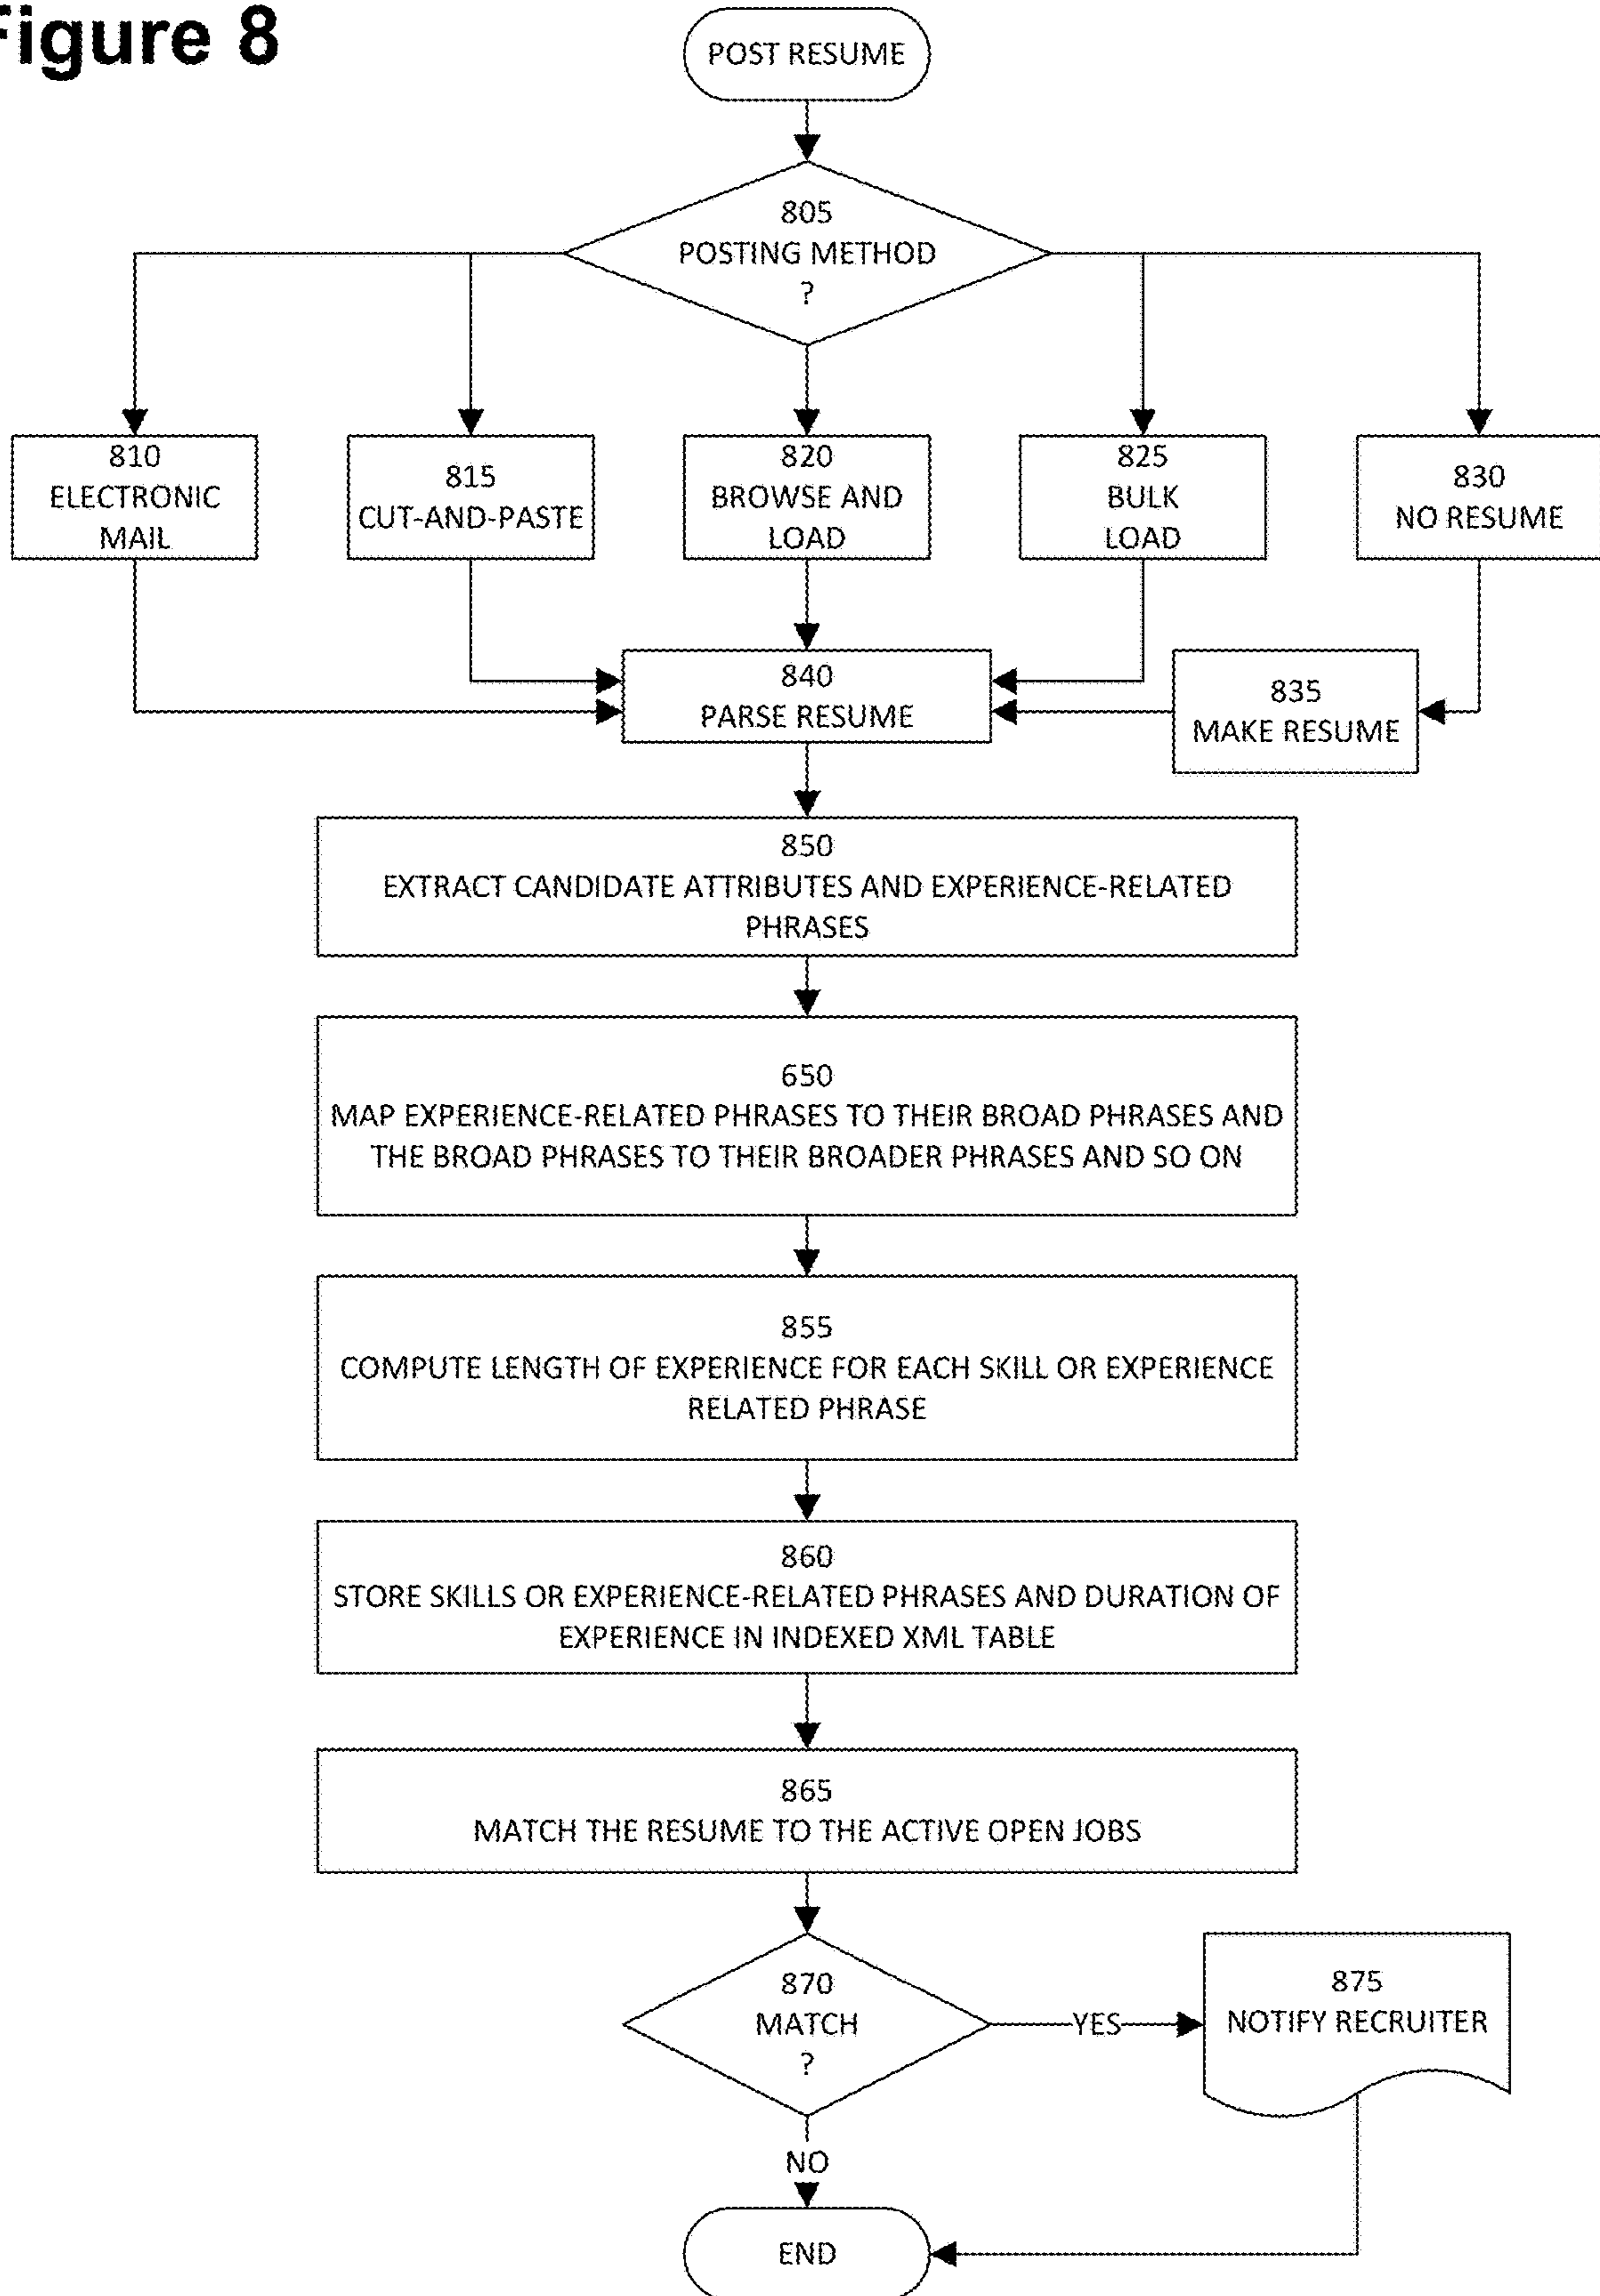 Figure 8
POST RESUME
805
POSTING METHOD
?
810
ELECTRONIC
MAIL
815
CUT-AND-PASTE
820
BROWSE AND
LOAD
825
BULK
LOAD
830
NO RESUME
840
PARSE RESUME
835
MAKE RESUME
850
EXTRACT CANDIDATE ATTRIBUTES AND EXPERIENCE-RELATED
PHRASES
650
MAP EXPERIENCE-RELATED PHRASES TO THEIR BROAD PHRASES AND
THE BROAD PHRASES TO THEIR BROADER PHRASES AND SO ON
855
COMPUTE LENGTH OF EXPERIENCE FOR EACH SKILL OR EXPERIENCE
RELATED PHRASE
860
STORE SKILLS OR EXPERIENCE-RELATED PHRASES AND DURATION OF
EXPERIENCE IN INDEXED XML TABLE
865
MATCH THE RESUME TO THE ACTIVE OPEN JOBS
870
MATCH
?
YES
875
NOTIFY RECRUITER
NO
END